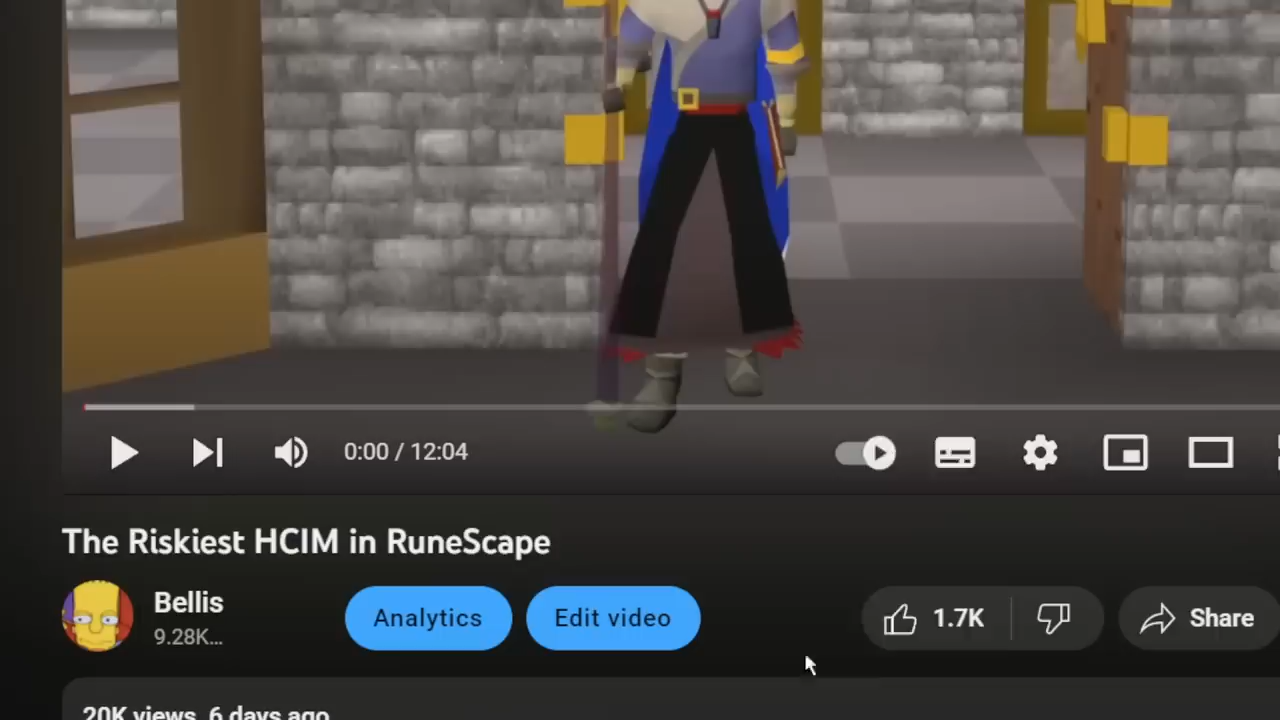 0:00 / 12:04
The Riskiest HCIM in RuneScape
Bellis
9.28K…
Analytics
Edit video
1.7K
Share
20K views  6 days ago